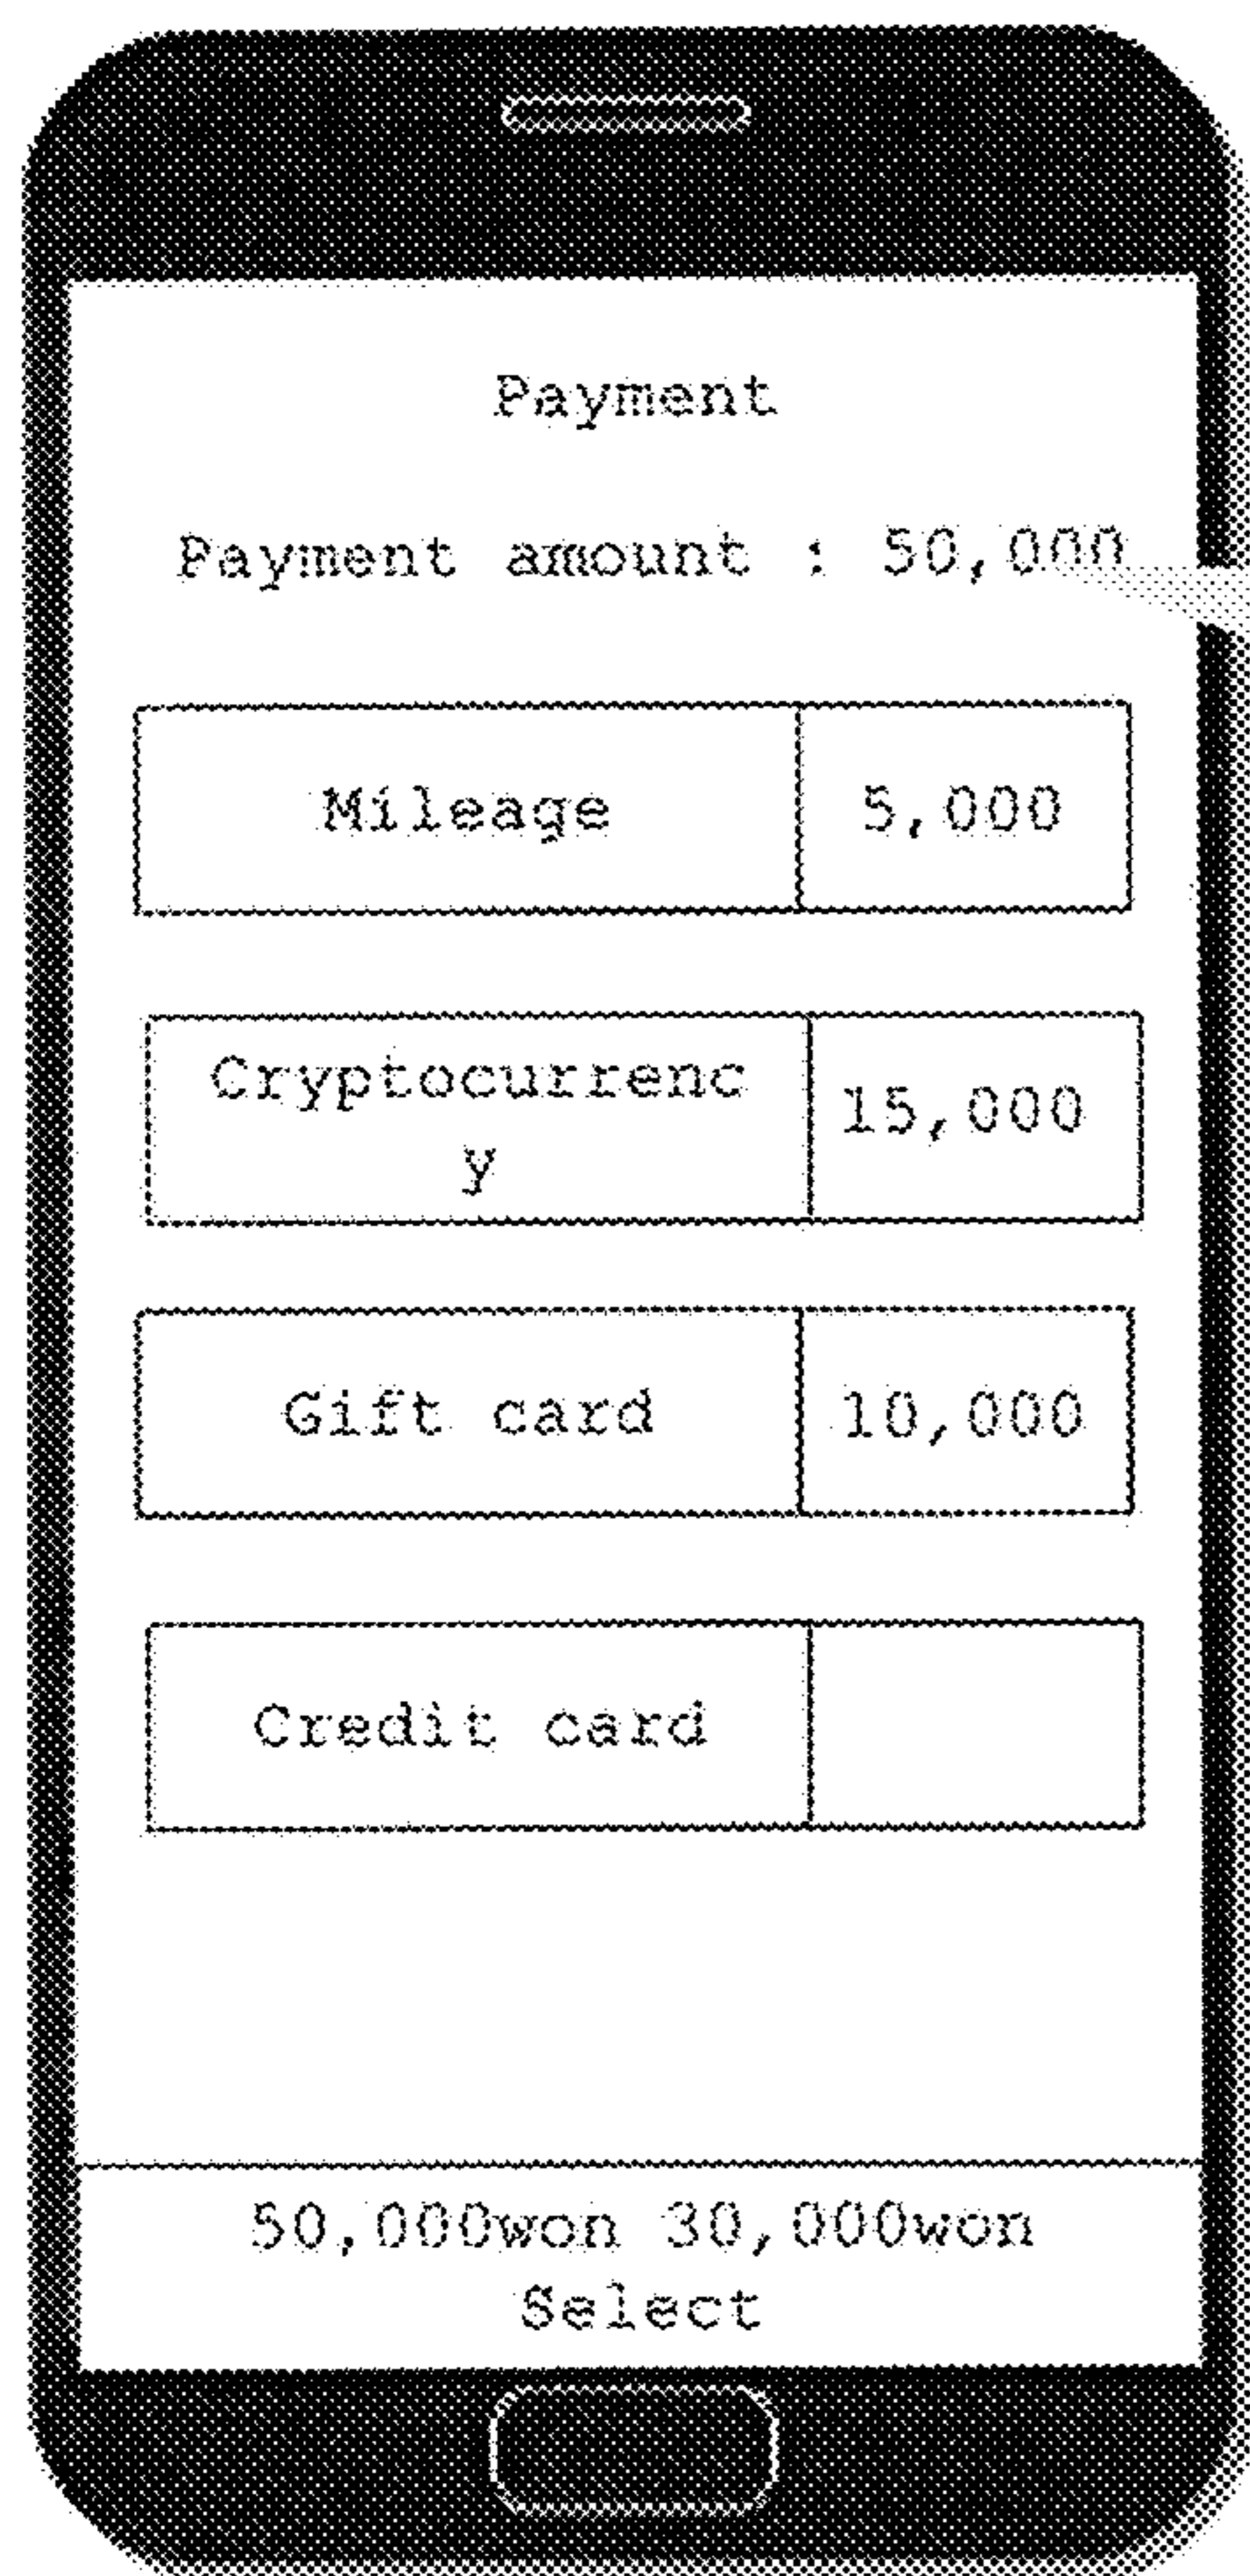 Payment
Payment amount : 50,000
Mileage 5,000
Cryptocurrenc
y 15,000
Gift card 10,000
Credit card
50,000won 30,000won
Select